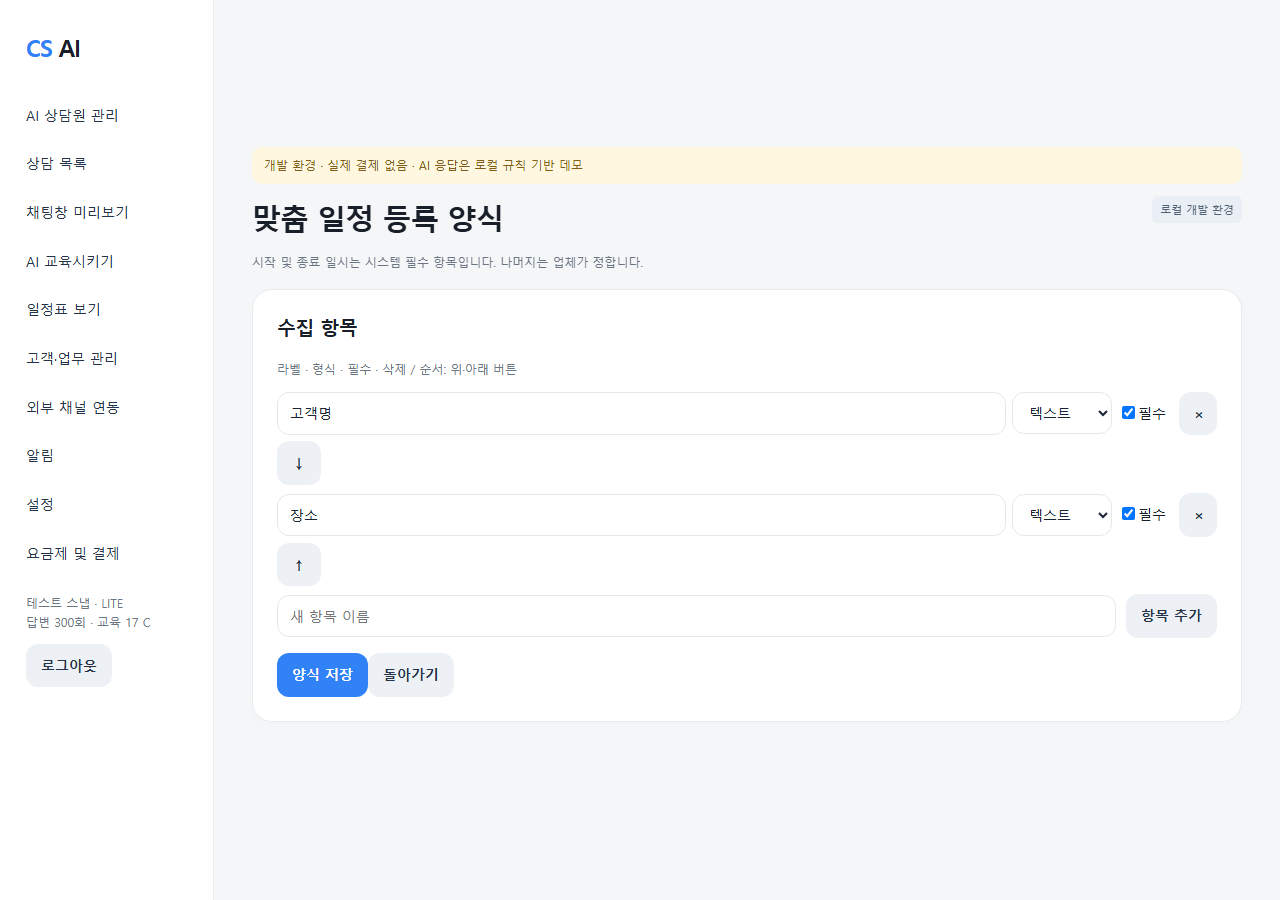 CS AI
AI 상담원 관리
상담 목록
채팅창 미리보기
AI 교육시키기
일정표 보기
고객·업무 관리
외부 채널 연동
알림
설정
요금제 및 결제
테스트 스냅 · LITE
답변 300회 · 교육 17 C
로그아웃
개발 환경 · 실제 결제 없음 · AI 응답은 로컬 규칙 기반 데모
맞춤 일정 등록 양식
로컬 개발 환경
시작 및 종료 일시는 시스템 필수 항목입니다. 나머지는 업체가 정합니다.
수집 항목
라벨 · 형식 · 필수 · 삭제 / 순서: 위·아래 버튼
고객명 텍스트 필수 ×
↓
장소 텍스트 필수 ×
↑
새 항목 이름 항목 추가
양식 저장 돌아가기